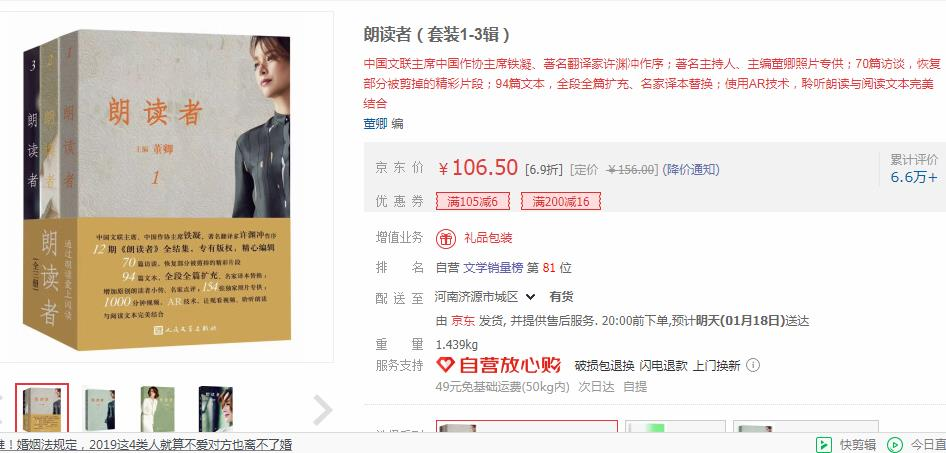 朗读者（套装1-3辑）
中国文联主席中国作协主席铁凝、著名翻译家许渊冲作序；著名主持人、主编董卿照片专供；70篇访谈，恢复
部分被剪掉的精彩片段；94篇文本，全段全篇扩充、名家译本替换；使用AR技术，聆听朗读与阅读文本完美
结合
董卿 编
京东价 ￥106.50 [6.9折] [定价 ￥156.00] (降价通知)
累计评价
6.6万+
优惠券 满105减6 满200减16
增值业务 礼品包装
排名 自营 文学销量榜 第 81 位
配送至 河南济源市城区 有货
由 京东 发货, 并提供售后服务. 20:00前下单,预计明天(01月18日)送达
重量 1.439kg
服务支持 自营放心购 破损包退换 闪电退款 上门换新
49元免基础运费(50kg内) 次日达 自提
3
2
1
朗读者
朗读者
朗读者
朗读者
主编 董卿
1
中国文联主席、中国作协主席铁凝、著名翻译家许渊冲作序
12期《朗读者》全结集，专有版权，精心编辑
70篇访谈，恢复部分被剪掉的精彩片段
94篇文本，全段全篇扩充、名家译本替换；
增加原创朗读者小传、名家点评，154张独家照片专供；
1000分钟视频，AR技术，让观看视频、聆听朗读
与阅读文本完美结合
人民文学出版社
朗读者
（全三册）
通过朗读爱上阅读
！婚姻法规定，2019这4类人就算不爱对方也离不了婚
快剪辑
今日直